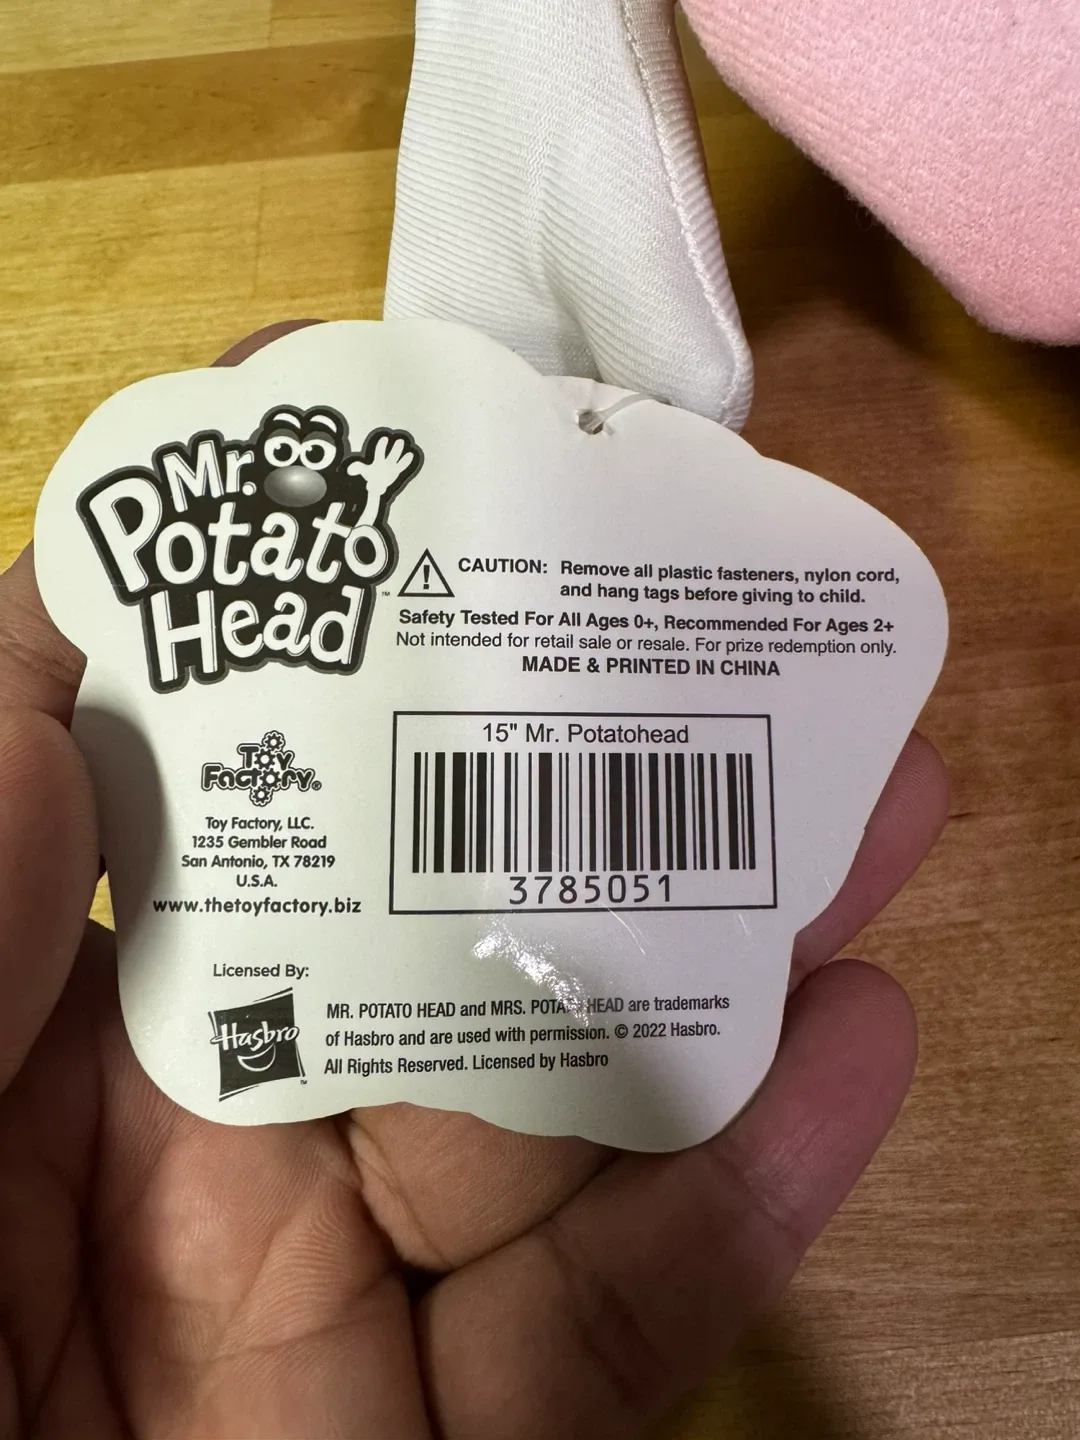 Mr.
Potato
Head
™
CAUTION: Remove all plastic fasteners, nylon cord,
and hang tags before giving to child.
Safety Tested For All Ages 0+, Recommended For Ages 2+
Not intended for retail sale or resale. For prize redemption only.
MADE & PRINTED IN CHINA
15" Mr. Potatohead
3785051
Toy
Factory®
Toy Factory, LLC.
1235 Gembler Road
San Antonio, TX 78219
U.S.A.
www.thetoyfactory.biz
Licensed By:
Hasbro
™
MR. POTATO HEAD and MRS. POTATO HEAD are trademarks
of Hasbro and are used with permission. © 2022 Hasbro.
All Rights Reserved. Licensed by Hasbro